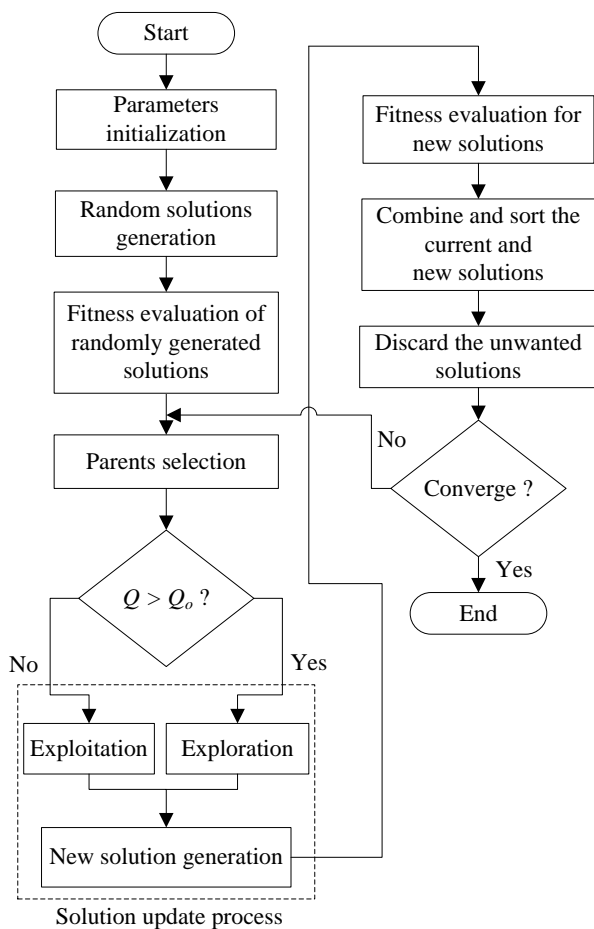 Start
Parameters
initialization
Random solutions
generation
Fitness evaluation of
randomly generated
solutions
Parents selection
Q > Qₒ ?
No
Yes
Exploitation
Exploration
New solution generation
Solution update process
Fitness evaluation for
new solutions
Combine and sort the
current and
new solutions
Discard the unwanted
solutions
No
Converge ?
Yes
End